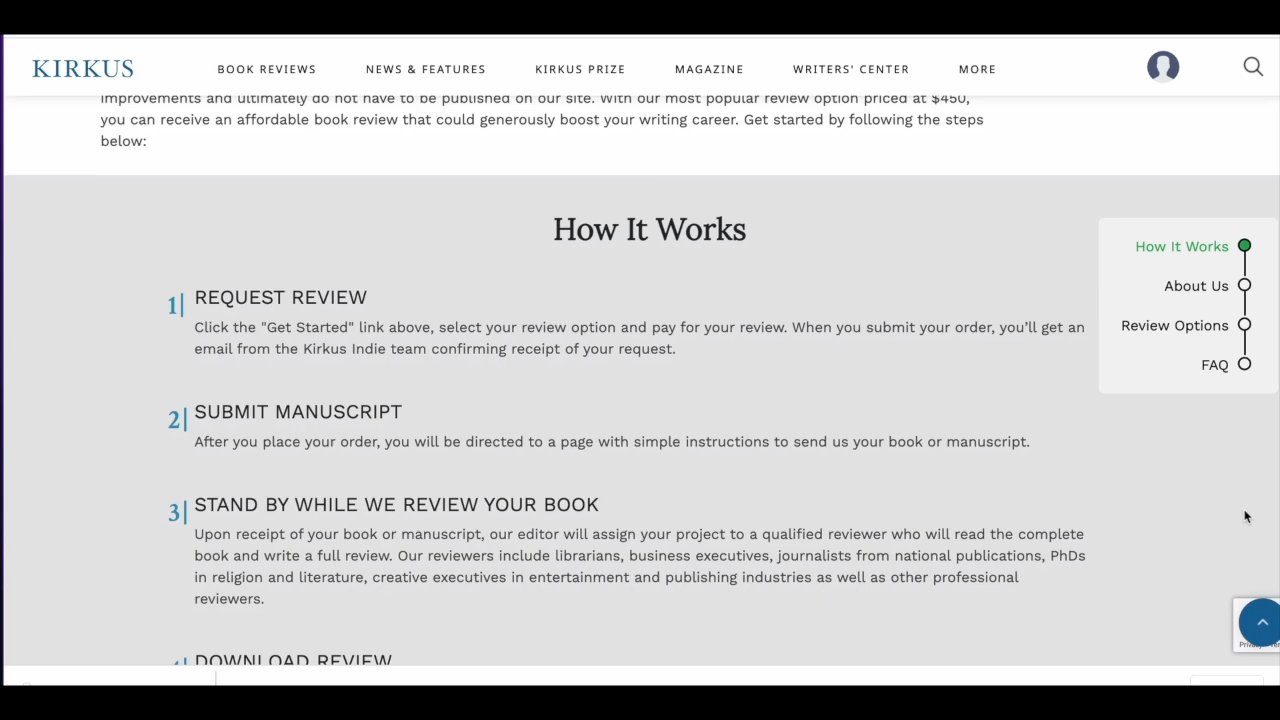 KIRKUS
BOOK REVIEWS
NEWS & FEATURES
KIRKUS PRIZE
MAGAZINE
WRITERS' CENTER
MORE
improvements and ultimately do not have to be published on our site. With our most popular review option priced at $450,
you can receive an affordable book review that could generously boost your writing career. Get started by following the steps
below:
How It Works
1| REQUEST REVIEW
Click the "Get Started" link above, select your review option and pay for your review. When you submit your order, you’ll get an
email from the Kirkus Indie team confirming receipt of your request.
2| SUBMIT MANUSCRIPT
After you place your order, you will be directed to a page with simple instructions to send us your book or manuscript.
3| STAND BY WHILE WE REVIEW YOUR BOOK
Upon receipt of your book or manuscript, our editor will assign your project to a qualified reviewer who will read the complete
book and write a full review. Our reviewers include librarians, business executives, journalists from national publications, PhDs
in religion and literature, creative executives in entertainment and publishing industries as well as other professional
reviewers.
DOWNLOAD REVIEW
How It Works
About Us
Review Options
FAQ